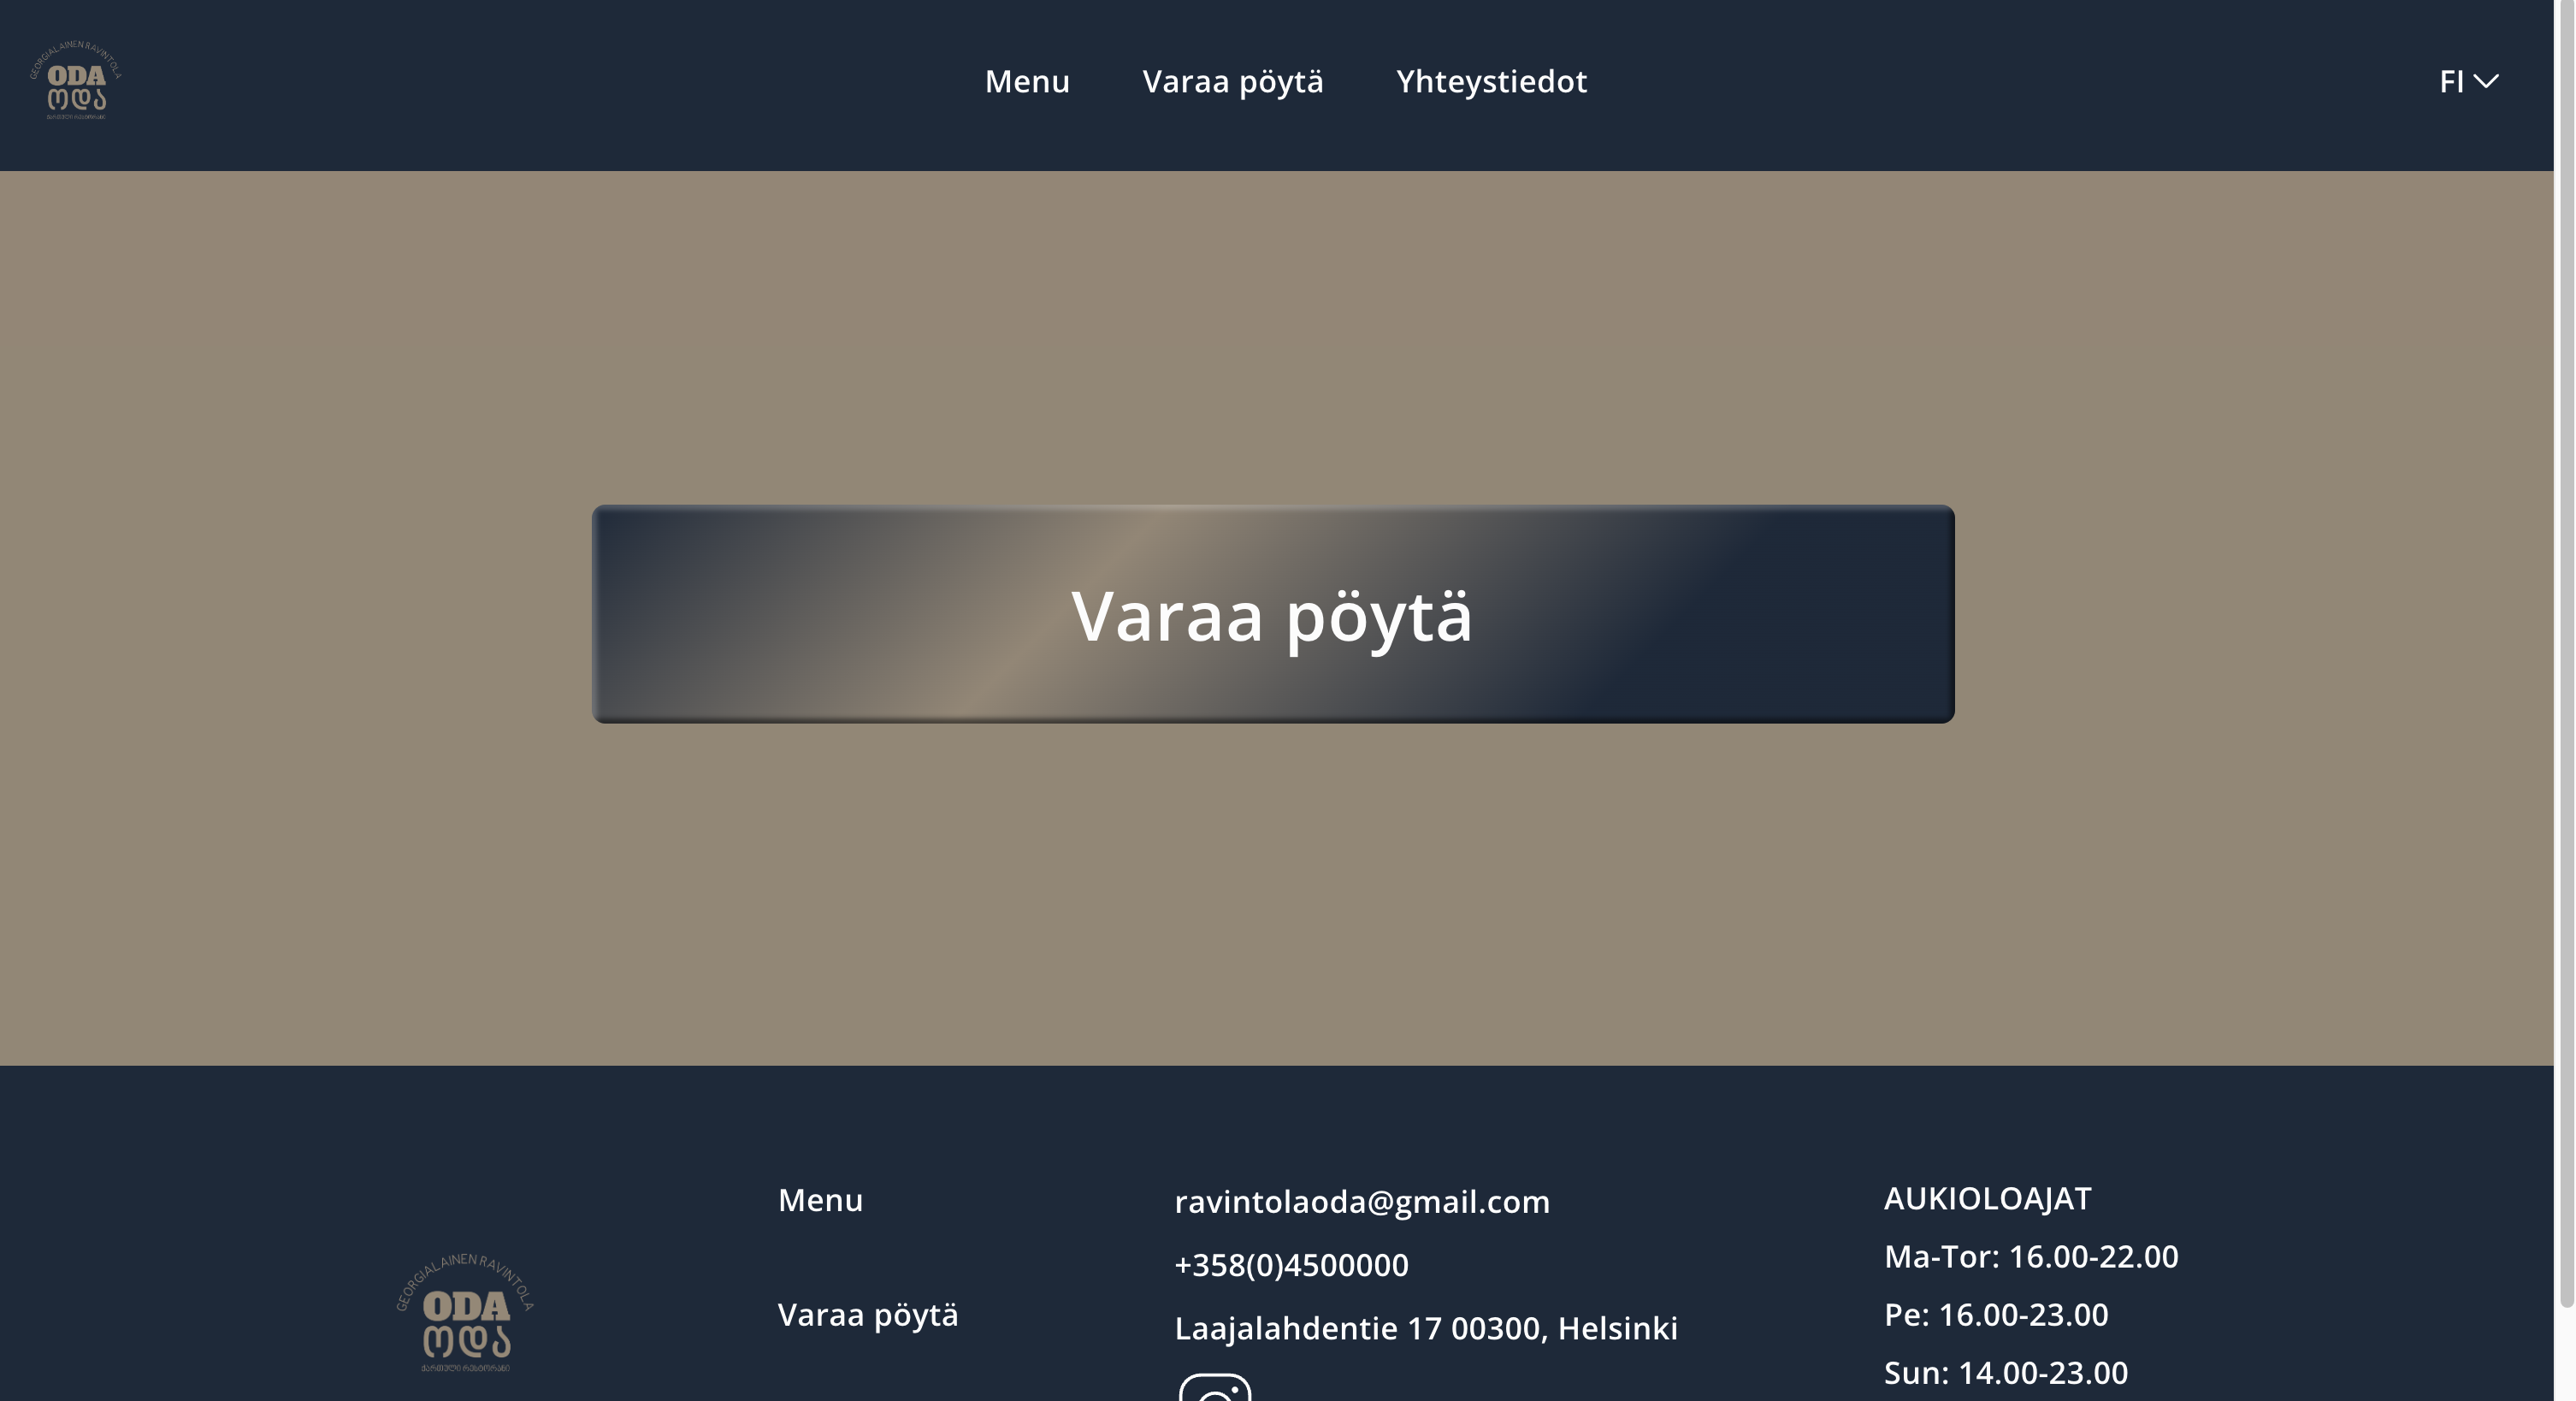 GEORGIALAINEN RAVINTOLA
ODA
ოდა
Menu
Varaa pöytä
Yhteystiedot
FI
Varaa pöytä
GEORGIALAINEN RAVINTOLA
ODA
ოდა
ქართული რესტორანი
Menu
Varaa pöytä
ravintolaoda@gmail.com
+358(0)4500000
Laajalahdentie 17 00300, Helsinki
AUKIOLOAJAT
Ma-Tor: 16.00-22.00
Pe: 16.00-23.00
Sun: 14.00-23.00